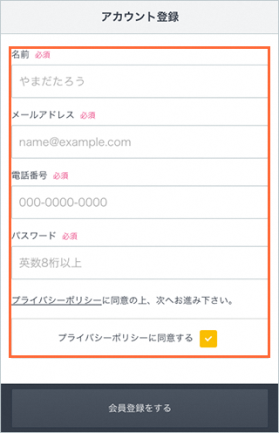 アカウント登録
名前 必須
やまだたろう
メールアドレス 必須
name@example.com
電話番号 必須
000-0000-0000
パスワード 必須
英数8桁以上
プライバシーポリシーに同意の上、次へお進み下さい。
プライバシーポリシーに同意する
会員登録をする